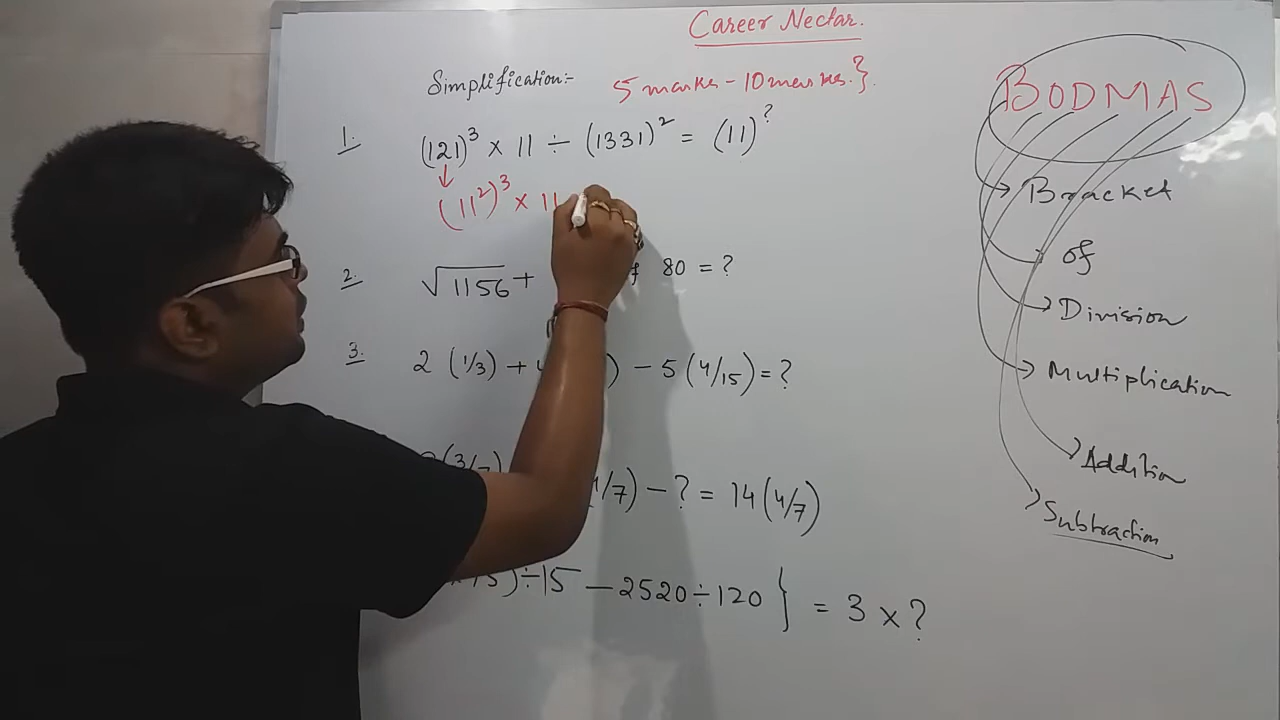 Career Nectar.
Simplification:- 5 marks - 10 marks.}
BODMAS
1. (121)³ × 11 ÷ (1331)² = (11)^?
↓
(11²)³ × 11
2. √1156 + 80 = ?
3. 2 (1/3) + 4 ) - 5 (4/15) = ?
(3/7) /7) - ? = 14 (4/7)
/5) ÷ 15 - 2520 ÷ 120 } = 3 × ?
Bracket
of
Division
Multiplication
Addition
Subtraction